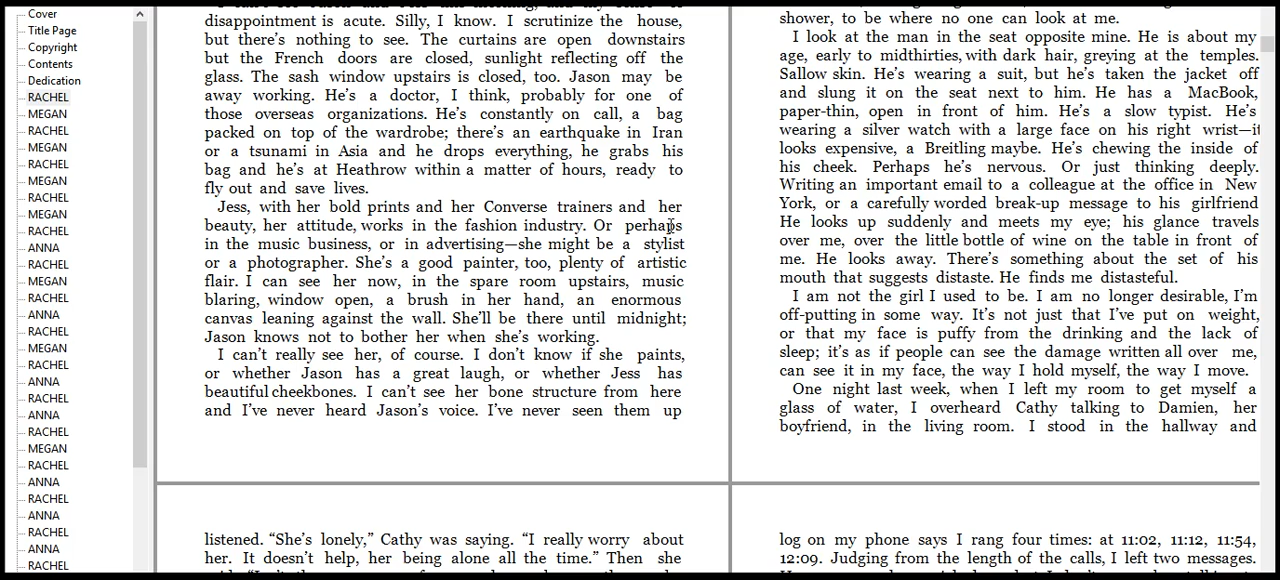 Cover
Title Page
Copyright
Contents
Dedication
RACHEL
MEGAN
RACHEL
MEGAN
RACHEL
MEGAN
RACHEL
MEGAN
RACHEL
ANNA
RACHEL
MEGAN
RACHEL
ANNA
RACHEL
MEGAN
RACHEL
ANNA
RACHEL
ANNA
RACHEL
MEGAN
RACHEL
ANNA
RACHEL
ANNA
RACHEL
ANNA
RACHEL
disappointment is acute. Silly, I know. I scrutinize the house,
but there’s nothing to see. The curtains are open downstairs
but the French doors are closed, sunlight reflecting off the
glass. The sash window upstairs is closed, too. Jason may be
away working. He’s a doctor, I think, probably for one of
those overseas organizations. He’s constantly on call, a bag
packed on top of the wardrobe; there’s an earthquake in Iran
or a tsunami in Asia and he drops everything, he grabs his
bag and he’s at Heathrow within a matter of hours, ready to
fly out and save lives.
Jess, with her bold prints and her Converse trainers and her
beauty, her attitude, works in the fashion industry. Or perhaps
in the music business, or in advertising—she might be a stylist
or a photographer. She’s a good painter, too, plenty of artistic
flair. I can see her now, in the spare room upstairs, music
blaring, window open, a brush in her hand, an enormous
canvas leaning against the wall. She’ll be there until midnight;
Jason knows not to bother her when she’s working.
I can’t really see her, of course. I don’t know if she paints,
or whether Jason has a great laugh, or whether Jess has
beautiful cheekbones. I can’t see her bone structure from here
and I’ve never heard Jason’s voice. I’ve never seen them up
shower, to be where no one can look at me.
I look at the man in the seat opposite mine. He is about my
age, early to midthirties, with dark hair, greying at the temples.
Sallow skin. He’s wearing a suit, but he’s taken the jacket off
and slung it on the seat next to him. He has a MacBook,
paper-thin, open in front of him. He’s a slow typist. He’s
wearing a silver watch with a large face on his right wrist—it
looks expensive, a Breitling maybe. He’s chewing the inside of
his cheek. Perhaps he’s nervous. Or just thinking deeply.
Writing an important email to a colleague at the office in New
York, or a carefully worded break-up message to his girlfriend
He looks up suddenly and meets my eye; his glance travels
over me, over the little bottle of wine on the table in front of
me. He looks away. There’s something about the set of his
mouth that suggests distaste. He finds me distasteful.
I am not the girl I used to be. I am no longer desirable, I’m
off-putting in some way. It’s not just that I’ve put on weight,
or that my face is puffy from the drinking and the lack of
sleep; it’s as if people can see the damage written all over me,
can see it in my face, the way I hold myself, the way I move.
One night last week, when I left my room to get myself a
glass of water, I overheard Cathy talking to Damien, her
boyfriend, in the living room. I stood in the hallway and
listened. “She’s lonely,” Cathy was saying. “I really worry about
her. It doesn’t help, her being alone all the time.” Then she
log on my phone says I rang four times: at 11:02, 11:12, 11:54,
12:09. Judging from the length of the calls, I left two messages.